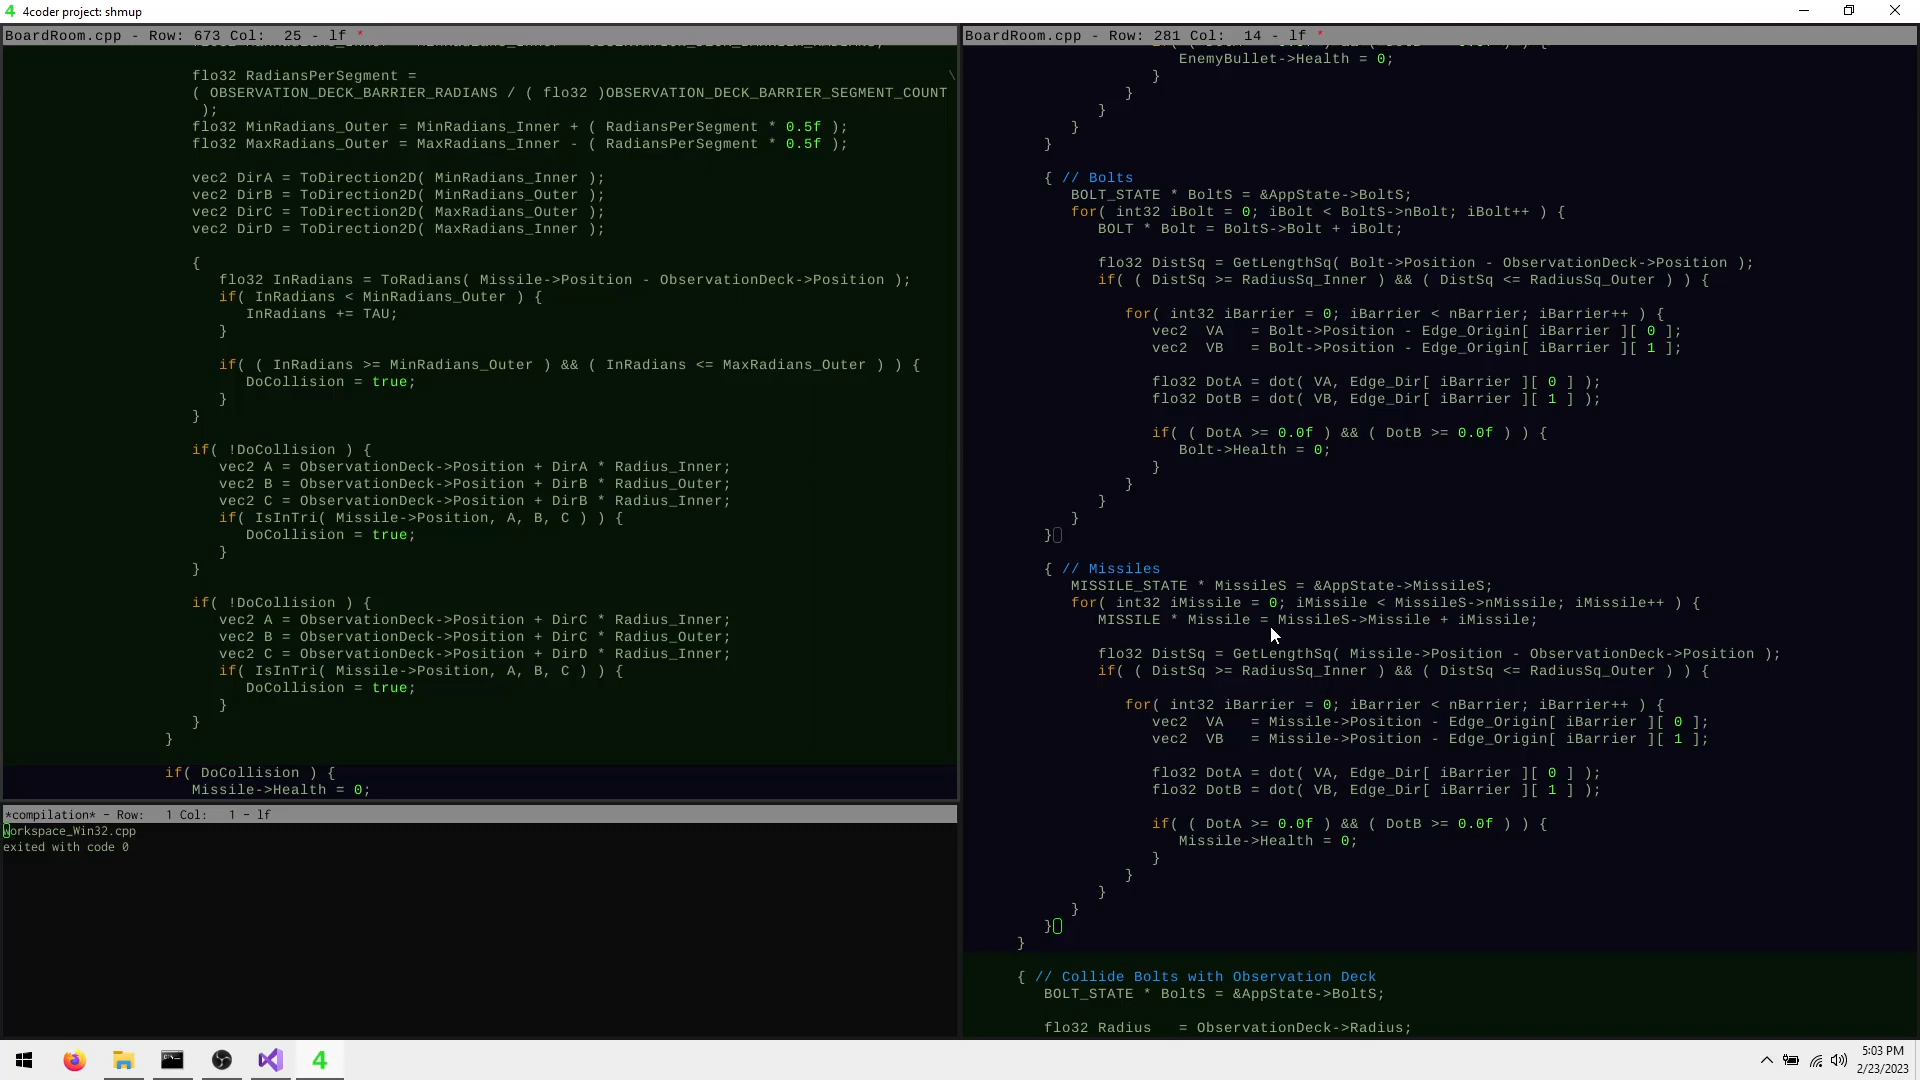 4 4coder project: shmup
BoardRoom.cpp - Row: 673 Col:  25 - lf *
flo32 RadiansPerSegment = \
( OBSERVATION_DECK_BARRIER_RADIANS / ( flo32 )OBSERVATION_DECK_BARRIER_SEGMENT_COUNT
);
flo32 MinRadians_Outer = MinRadians_Inner + ( RadiansPerSegment * 0.5f );
flo32 MaxRadians_Outer = MaxRadians_Inner - ( RadiansPerSegment * 0.5f );
vec2 DirA = ToDirection2D( MinRadians_Inner );
vec2 DirB = ToDirection2D( MinRadians_Outer );
vec2 DirC = ToDirection2D( MaxRadians_Outer );
vec2 DirD = ToDirection2D( MaxRadians_Inner );
{
flo32 InRadians = ToRadians( Missile->Position - ObservationDeck->Position );
if( InRadians < MinRadians_Outer ) {
InRadians += TAU;
}
if( ( InRadians >= MinRadians_Outer ) && ( InRadians <= MaxRadians_Outer ) ) {
DoCollision = true;
}
}
if( !DoCollision ) {
vec2 A = ObservationDeck->Position + DirA * Radius_Inner;
vec2 B = ObservationDeck->Position + DirB * Radius_Outer;
vec2 C = ObservationDeck->Position + DirB * Radius_Inner;
if( IsInTri( Missile->Position, A, B, C ) ) {
DoCollision = true;
}
}
if( !DoCollision ) {
vec2 A = ObservationDeck->Position + DirC * Radius_Inner;
vec2 B = ObservationDeck->Position + DirC * Radius_Outer;
vec2 C = ObservationDeck->Position + DirD * Radius_Inner;
if( IsInTri( Missile->Position, A, B, C ) ) {
DoCollision = true;
}
}
}
if( DoCollision ) {
Missile->Health = 0;
*compilation* - Row:   1 Col:   1 - lf
workspace_Win32.cpp
exited with code 0
BoardRoom.cpp - Row: 281 Col:  14 - lf *
EnemyBullet->Health = 0;
}
}
}
}
}
{ // Bolts
BOLT_STATE * BoltS = &AppState->BoltS;
for( int32 iBolt = 0; iBolt < BoltS->nBolt; iBolt++ ) {
BOLT * Bolt = BoltS->Bolt + iBolt;
flo32 DistSq = GetLengthSq( Bolt->Position - ObservationDeck->Position );
if( ( DistSq >= RadiusSq_Inner ) && ( DistSq <= RadiusSq_Outer ) ) {
for( int32 iBarrier = 0; iBarrier < nBarrier; iBarrier++ ) {
vec2  VA   = Bolt->Position - Edge_Origin[ iBarrier ][ 0 ];
vec2  VB   = Bolt->Position - Edge_Origin[ iBarrier ][ 1 ];
flo32 DotA = dot( VA, Edge_Dir[ iBarrier ][ 0 ] );
flo32 DotB = dot( VB, Edge_Dir[ iBarrier ][ 1 ] );
if( ( DotA >= 0.0f ) && ( DotB >= 0.0f ) ) {
Bolt->Health = 0;
}
}
}
}
}
{ // Missiles
MISSILE_STATE * MissileS = &AppState->MissileS;
for( int32 iMissile = 0; iMissile < MissileS->nMissile; iMissile++ ) {
MISSILE * Missile = MissileS->Missile + iMissile;
flo32 DistSq = GetLengthSq( Missile->Position - ObservationDeck->Position );
if( ( DistSq >= RadiusSq_Inner ) && ( DistSq <= RadiusSq_Outer ) ) {
for( int32 iBarrier = 0; iBarrier < nBarrier; iBarrier++ ) {
vec2  VA   = Missile->Position - Edge_Origin[ iBarrier ][ 0 ];
vec2  VB   = Missile->Position - Edge_Origin[ iBarrier ][ 1 ];
flo32 DotA = dot( VA, Edge_Dir[ iBarrier ][ 0 ] );
flo32 DotB = dot( VB, Edge_Dir[ iBarrier ][ 1 ] );
if( ( DotA >= 0.0f ) && ( DotB >= 0.0f ) ) {
Missile->Health = 0;
}
}
}
}
}
}
{ // Collide Bolts with Observation Deck
BOLT_STATE * BoltS = &AppState->BoltS;
flo32 Radius   = ObservationDeck->Radius;
4
5:03 PM
2/23/2023